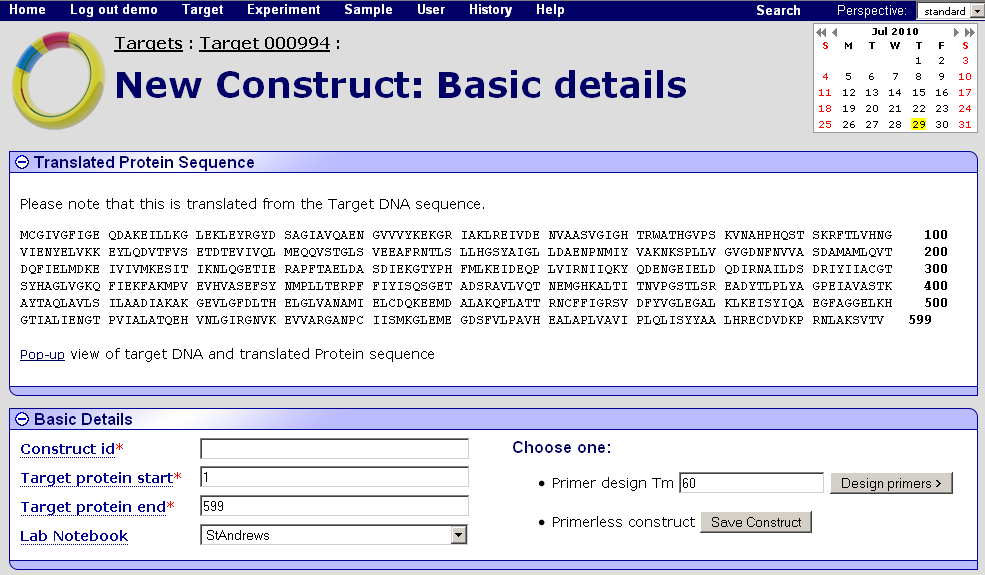 Home Log out demo Target Experiment Sample User History Help Search Perspective: standard
Targets : Target 000994 :
New Construct: Basic details
Jul 2010
S M T W T F S
1 2 3
4 5 6 7 8 9 10
11 12 13 14 15 16 17
18 19 20 21 22 23 24
25 26 27 28 29 30 31
Translated Protein Sequence
Please note that this is translated from the Target DNA sequence.
MCGIVGFIGE QDAKEILLKG LEKLEYRGYD SAGIAVQAEN GVVVYKEKGR IAKLREIVDE NVAASVGIGH TRWATHGVPS KVNAHPHQST SKRFTLVHNG 100
VIENYELVKK EYLQDVTFVS ETDTEVIVQL MEQQVSTGLS VEEAFRNTLS LLHGSYAIGL LDAENPNMIY VAKNKSPLLV GVGDNFNVVA SDAMAMLQVT 200
DQFIELMDKE IVIVMKESIT IKNLQGETIE RAPFTAELDA SDIEKGTYPH FMLKEIDEQP LVIRNIIQKY QDENGEIELD QDIRNAILDS DRIYIIACGT 300
SYHAGLVGKQ FIEKFAKMPV EVHVASEFSY NMPLLTERPF FIYISQSGET ADSRAVLVQT NEMGHKALTI TNVPGSTLSR EADYTLPLYA GPEIAVASTK 400
AYTAQLAVLS ILAADIAKAK GEVLGFDLTH ELGLVANAMI ELCDQKEEMD ALAKQFLATT RNCFFIGRSV DFYVGLEGAL KLKEISYIQA EGFAGGELKH 500
GTIALIENGT PVIALATQEH VNLGIRGNVK EVVARGANPC IISMKGLEMEG GDSFVLPAVH EALAPLVAVI PLQLISYYAA LHRECDVDKP RNLAKSVTV 599
Pop-up view of target DNA and translated Protein sequence
Basic Details
Construct id*
Target protein start* 1
Target protein end* 599
Lab Notebook StAndrews
Choose one:
• Primer design Tm 60 Design primers >
• Primerless construct Save Construct